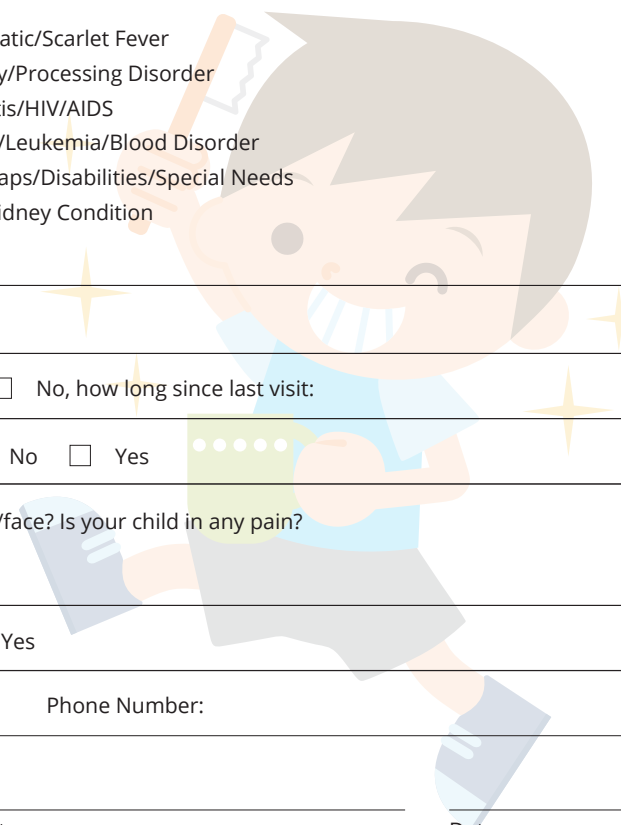 atic/Scarlet Fever
y/Processing Disorder
is/HIV/AIDS
/Leukemia/Blood Disorder
aps/Disabilities/Special Needs
idney Condition
No, how long since last visit:
No Yes
/face? Is your child in any pain?
Yes
Phone Number: